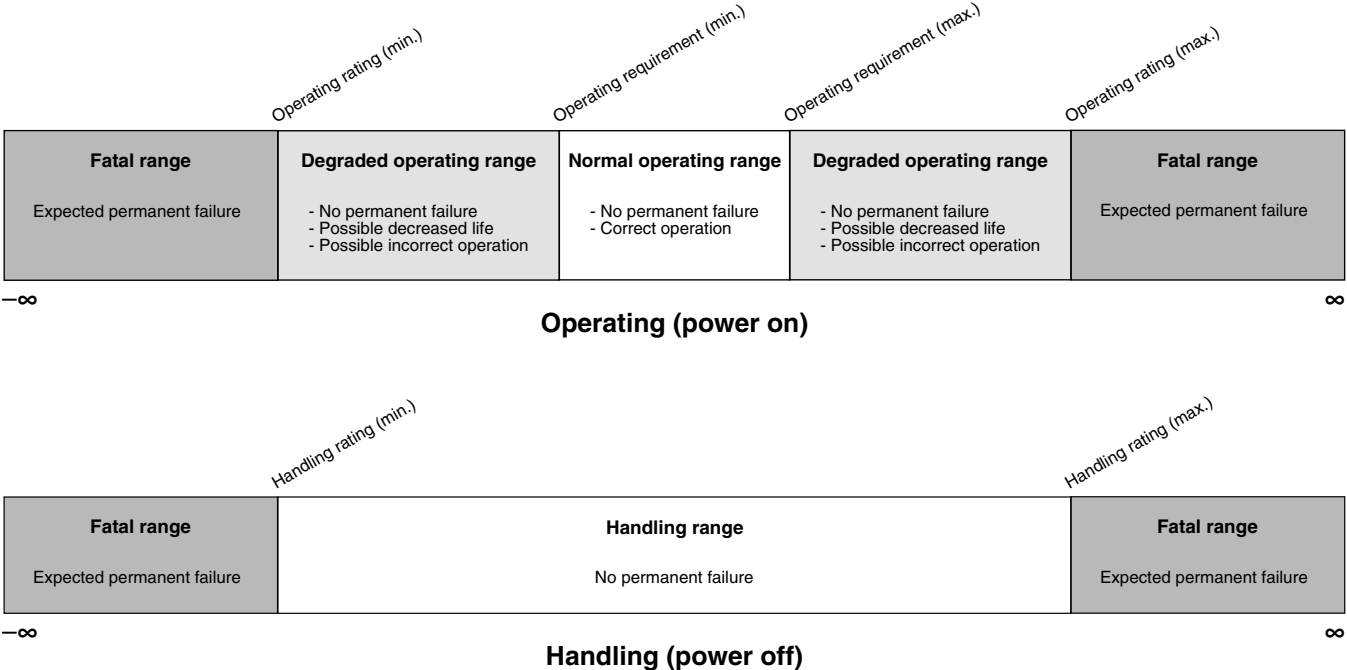 Operating rating (min.)
Operating requirement (min.)
Operating requirement (max.)
Operating rating (max.)
Fatal range
Expected permanent failure
Degraded operating range
- No permanent failure
- Possible decreased life
- Possible incorrect operation
Normal operating range
- No permanent failure
- Correct operation
Degraded operating range
- No permanent failure
- Possible decreased life
- Possible incorrect operation
Fatal range
Expected permanent failure
–∞
∞
Operating (power on)
Handling rating (min.)
Handling rating (max.)
Fatal range
Expected permanent failure
Handling range
No permanent failure
Fatal range
Expected permanent failure
–∞
∞
Handling (power off)